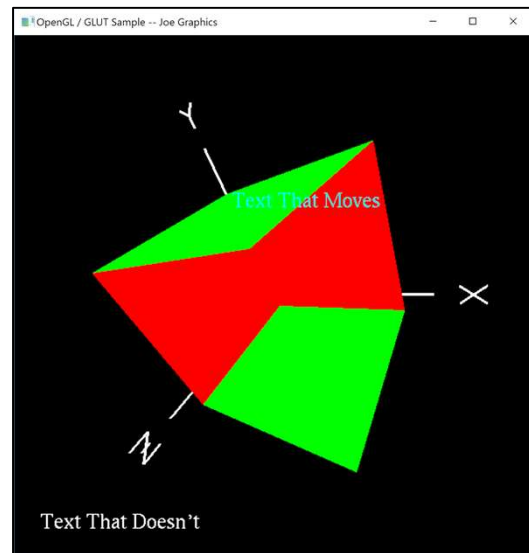 OpenGL / GLUT Sample -- Joe Graphics
Y
Text That Moves
X
Z
Text That Doesn't